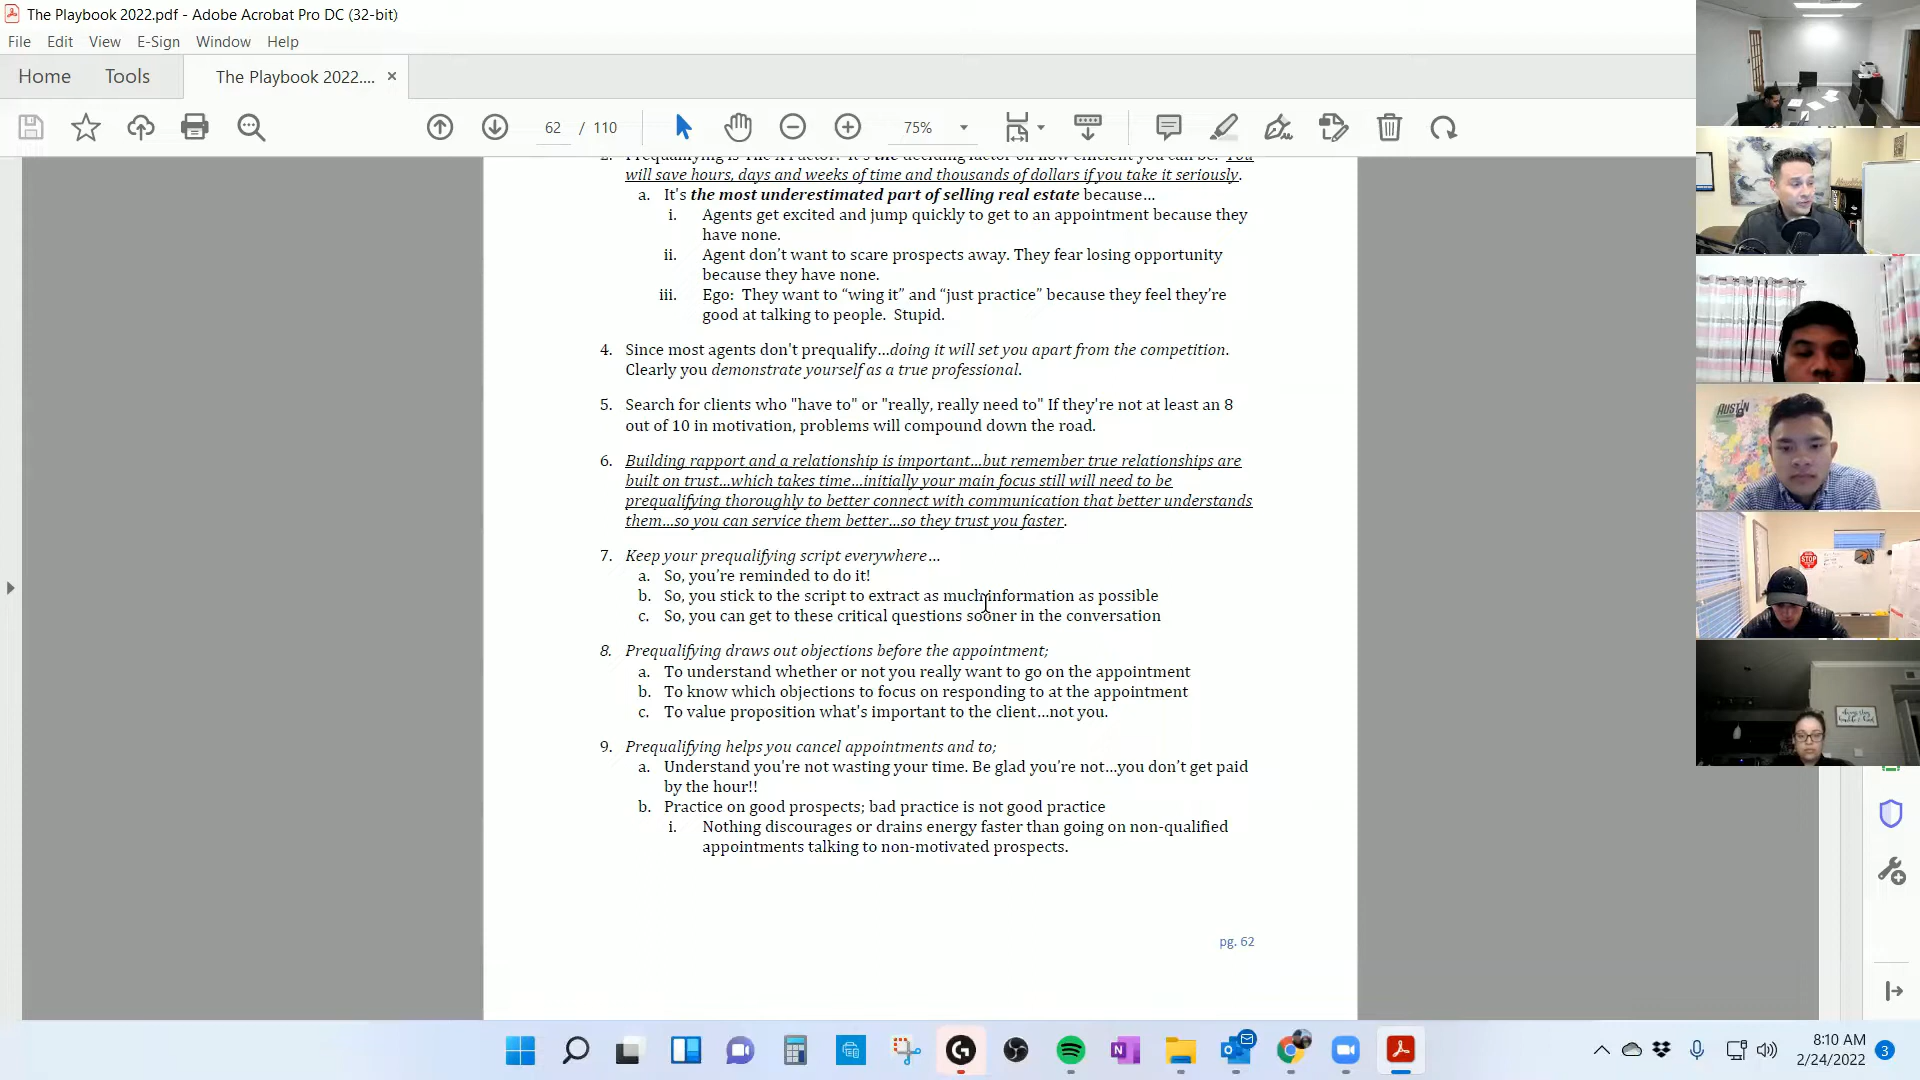 The Playbook 2022.pdf - Adobe Acrobat Pro DC (32-bit)
File Edit View E-Sign Window Help
Home Tools The Playbook 2022.... ×
62 / 110 75%
2. Prequalifying is The X Factor! It's the deciding factor on how efficient you can be. You
will save hours, days and weeks of time and thousands of dollars if you take it seriously.
a. It's the most underestimated part of selling real estate because…
i. Agents get excited and jump quickly to get to an appointment because they
have none.
ii. Agent don't want to scare prospects away. They fear losing opportunity
because they have none.
iii. Ego: They want to “wing it” and “just practice” because they feel they're
good at talking to people. Stupid.
4. Since most agents don't prequalify…doing it will set you apart from the competition.
Clearly you demonstrate yourself as a true professional.
5. Search for clients who "have to" or "really, really need to" If they're not at least an 8
out of 10 in motivation, problems will compound down the road.
6. Building rapport and a relationship is important…but remember true relationships are
built on trust…which takes time…initially your main focus still will need to be
prequalifying thoroughly to better connect with communication that better understands
them…so you can service them better…so they trust you faster.
7. Keep your prequalifying script everywhere…
a. So, you're reminded to do it!
b. So, you stick to the script to extract as much information as possible
c. So, you can get to these critical questions sooner in the conversation
8. Prequalifying draws out objections before the appointment;
a. To understand whether or not you really want to go on the appointment
b. To know which objections to focus on responding to at the appointment
c. To value proposition what's important to the client…not you.
9. Prequalifying helps you cancel appointments and to;
a. Understand you're not wasting your time. Be glad you're not…you don't get paid
by the hour!!
b. Practice on good prospects; bad practice is not good practice
i. Nothing discourages or drains energy faster than going on non-qualified
appointments talking to non-motivated prospects.
pg. 62
AUSTIN
STOP
8:10 AM
2/24/2022
3